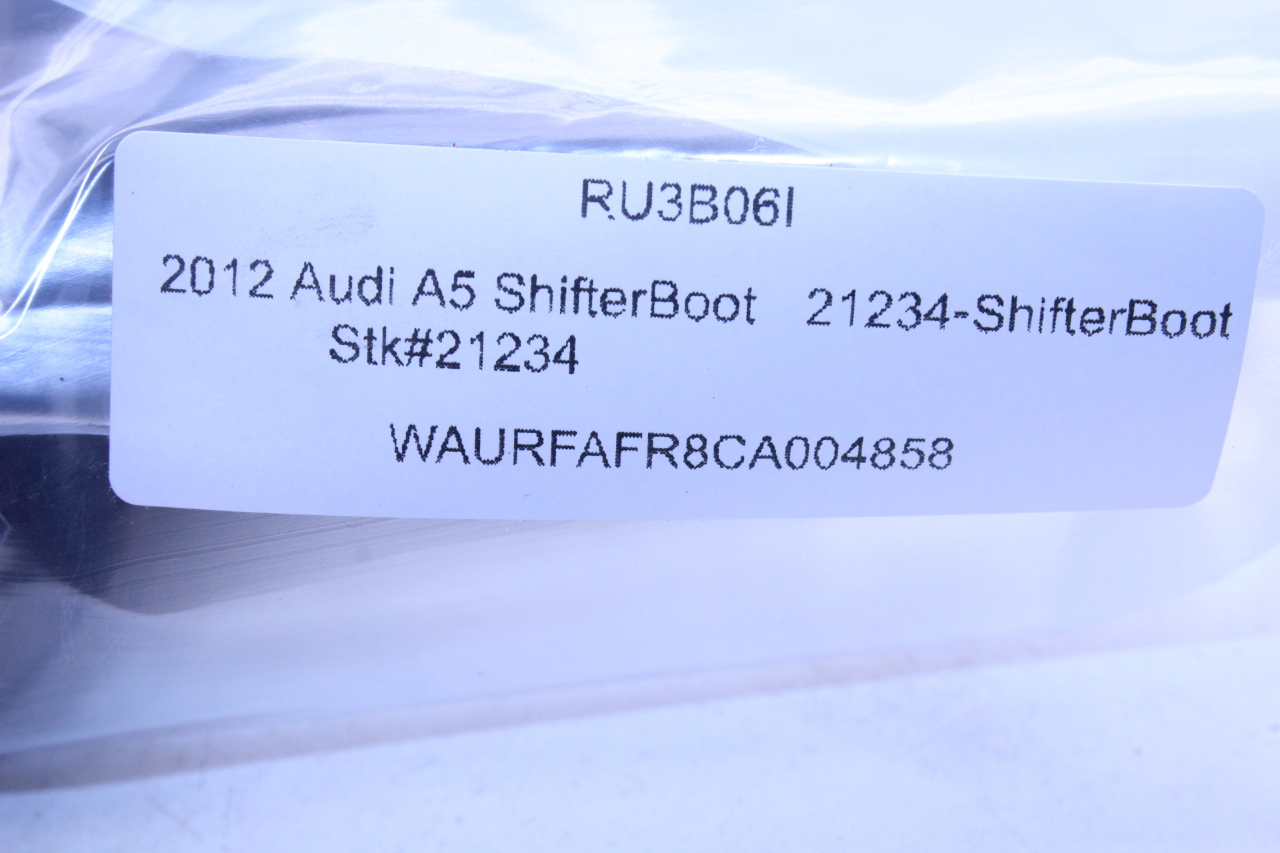 RU3B06I
2012 Audi A5 ShifterBoot 21234-ShifterBoot
Stk#21234
WAURFAFR8CA004858